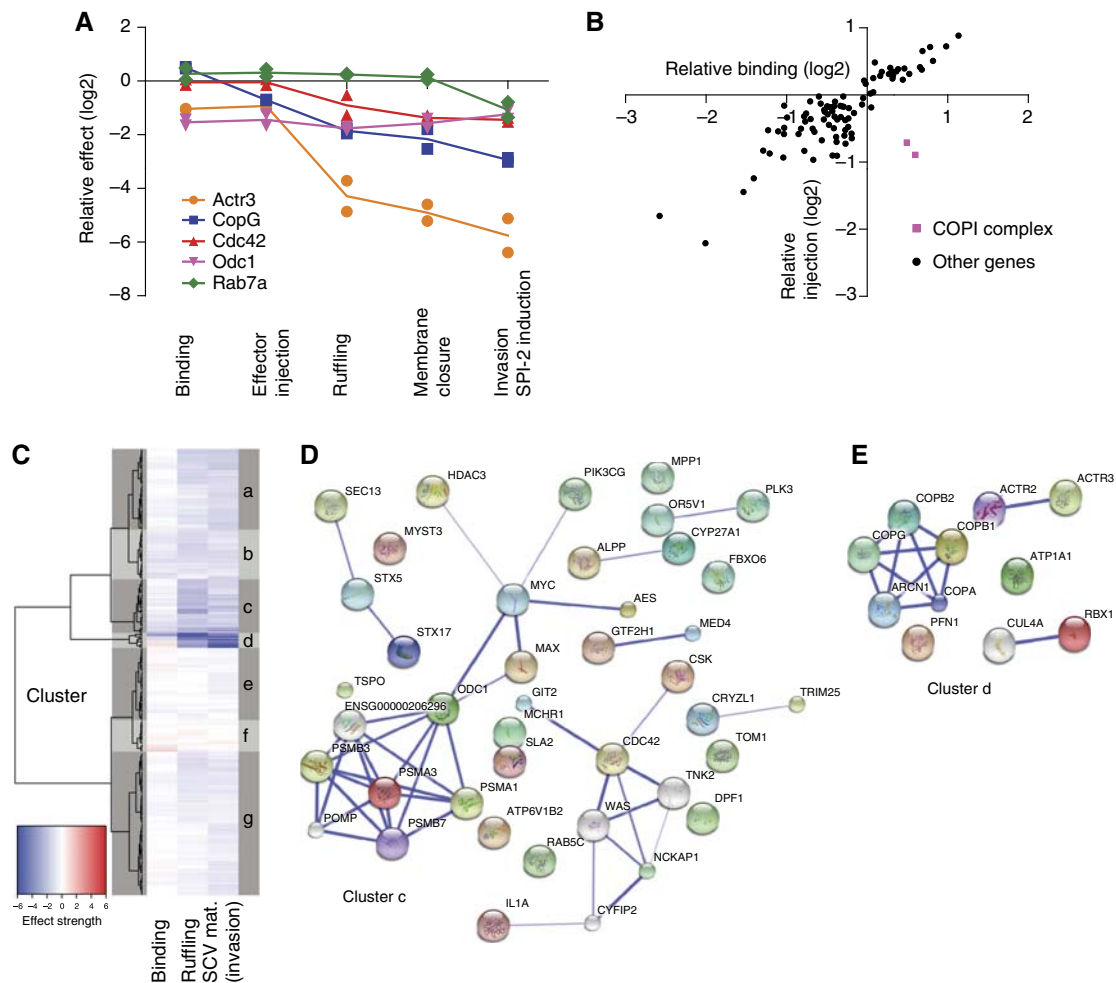 A
2
0
−2
−4
−6
−8
Relative effect (log2)
Actr3
CopG
Cdc42
Odc1
Rab7a
Binding
Effector
injection
Ruffling
Membrane
closure
Invasion
SPI-2 induction
B
Relative binding (log2)
1
−3
−2
−1
1
2
−1
−2
−3
Relative
injection (log2)
COPI complex
Other genes
C
Cluster
a
b
c
d
e
f
g
−6 −4 −2 0 2 4 6
Effect strength
Binding
Ruffling
SCV mat.
(invasion)
D
SEC13
HDAC3
PIK3CG
MPP1
OR5V1
PLK3
MYST3
ALPP
CYP27A1
FBXO6
STX5
MYC
AES
STX17
GTF2H1
MED4
MAX
CSK
TSPO
ODC1
GIT2
CRYZL1
TRIM25
ENSG00000206296
MCHR1
SLA2
CDC42
TOM1
PSMB3
PSMA3
PSMA1
TNK2
POMP
PSMB7
ATP6V1B2
WAS
DPF1
RAB5C
NCKAP1
Cluster c
IL1A
CYFIP2
E
COPB2
ACTR2
ACTR3
COPG
COPB1
ATP1A1
ARCN1
COPA
PFN1
CUL4A
RBX1
Cluster d